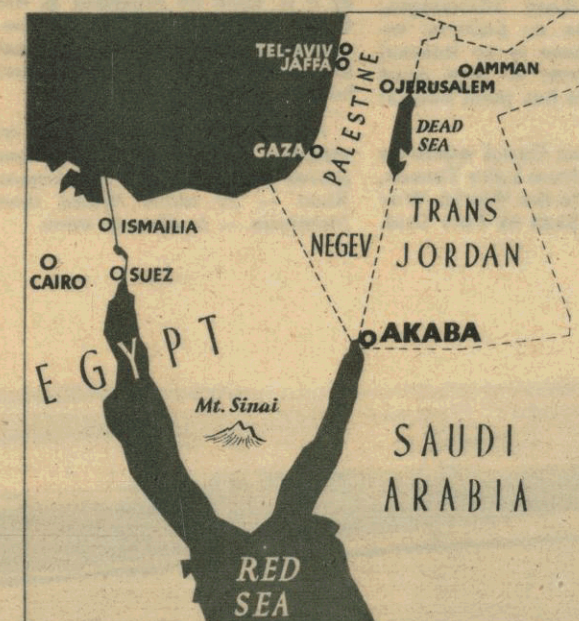 TEL-AVIV
JAFFA
AMMAN
JERUSALEM
PALESTINE
DEAD
SEA
GAZA
TRANS
JORDAN
ISMAILIA
NEGEV
CAIRO
SUEZ
AKABA
EGYPT
Mt. Sinai
SAUDI
ARABIA
RED
SEA